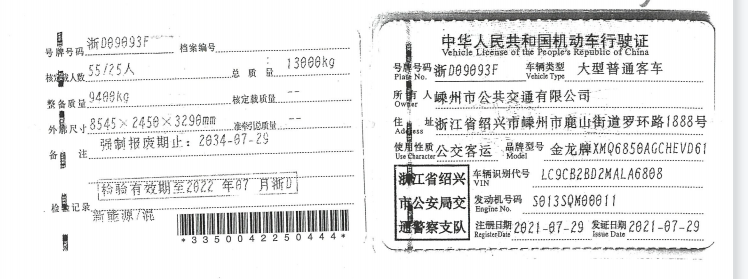 号牌号码 浙D09093F 档案编号
核定载人数 55/25人 总质量 13000kg
整备质量 9400kg 核定载质量 --
外廓尺寸 8545×2450×3290mm 准牵引总质量 --
备注 强制报废期止：2034-07-29
检验有效期至2022 年07 月浙D
检验记录
新能源/混
*3350042250444*
中华人民共和国机动车行驶证
Vehicle License of the People's Republic of China
号牌号码 浙D09093F 车辆类型 大型普通客车
Plate No. Vehicle Type
所有人 嵊州市公共交通有限公司
Owner
住址 浙江省绍兴市嵊州市鹿山街道罗环路1888号
Address
使用性质 公交客运 品牌型号 金龙牌XMQ6850AGCHEVD61
Use Character Model
浙江省绍兴 车辆识别代号 LC9CB2BD2MALA6808
VIN
市公安局交 发动机号码 S013SQM00011
Engine No.
通警察支队 注册日期 2021-07-29 发证日期 2021-07-29
Register Date Issue Date